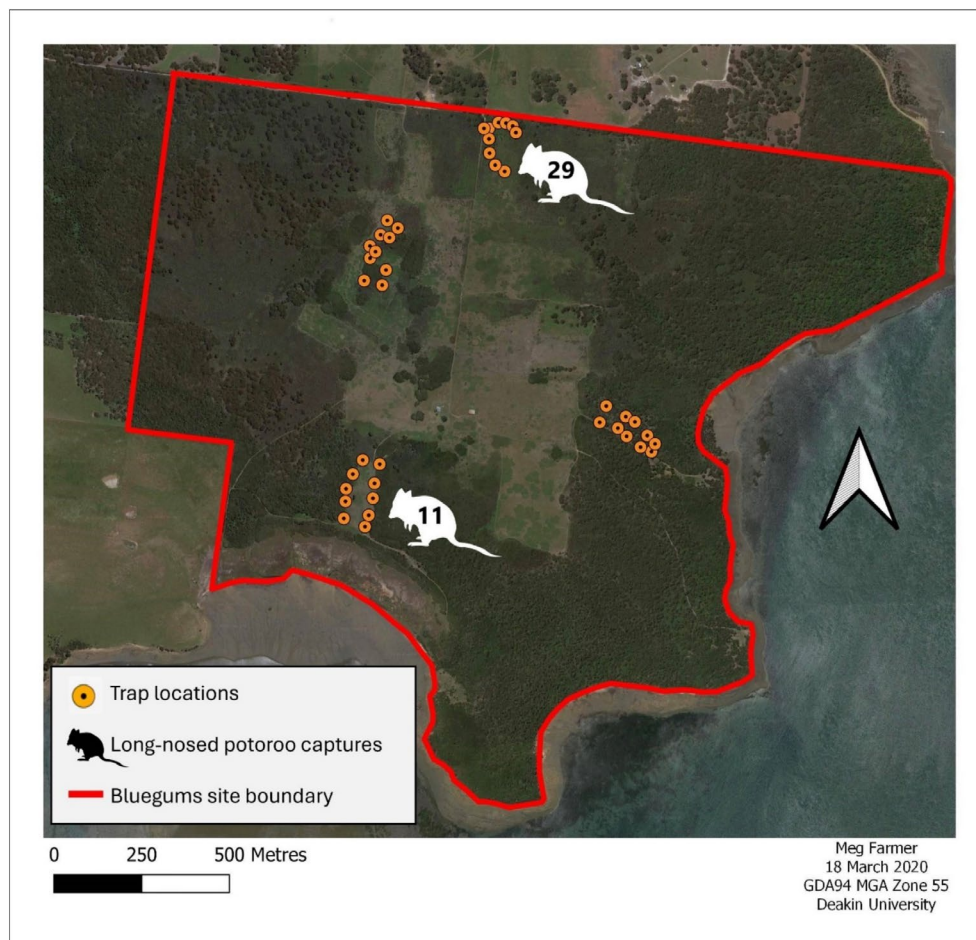 29
11
Trap locations
Long-nosed potoroo captures
Bluegums site boundary
0 250 500 Metres
Meg Farmer
18 March 2020
GDA94 MGA Zone 55
Deakin University